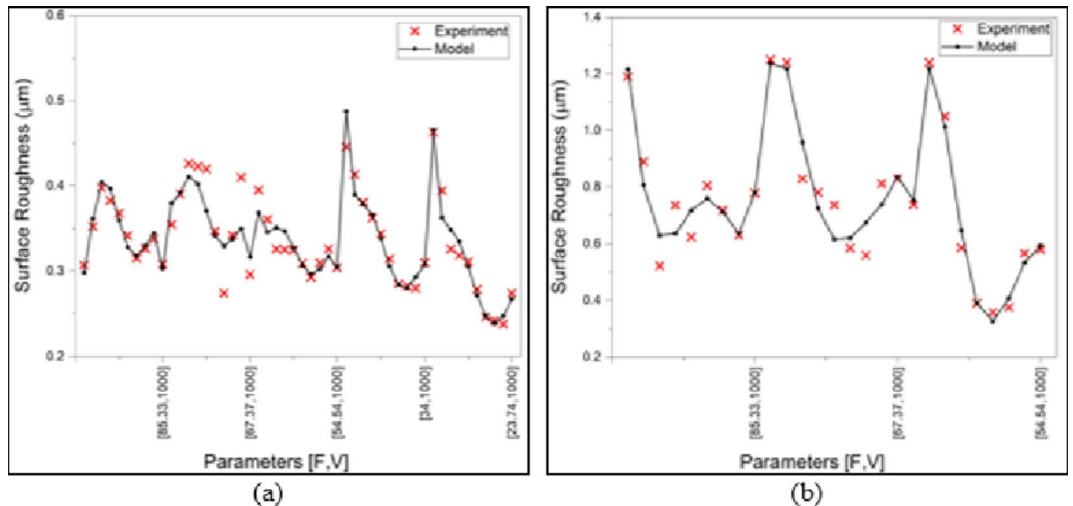 0.6
0.5
0.4
0.3
0.2
Surface Roughness (μm)
Experiment
Model
[85.33,1000]
[67.37,1000]
[54.54,1000]
[34,1000]
[23.74,1000]
Parameters [F,V]
(a)
1.4
1.2
1.0
0.8
0.6
0.4
0.2
Surface Roughness (μm)
Experiment
Model
[85.33,1000]
[67.37,1000]
[54.54,1000]
Parameters [F,V]
(b)